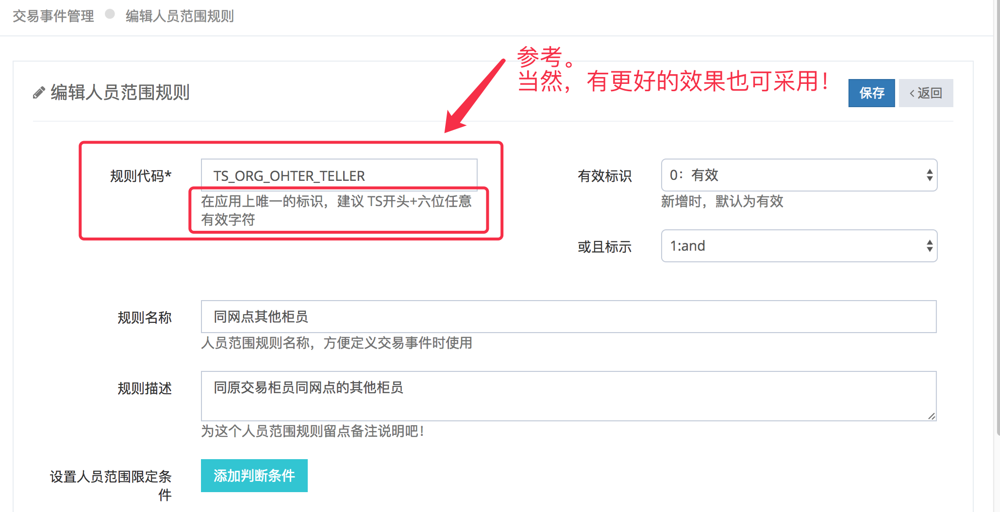 交易事件管理 编辑人员范围规则
参考。
当然，有更好的效果也可采用！
编辑人员范围规则
保存
返回
规则代码*
TS_ORG_OHTER_TELLER
在应用上唯一的标识，建议 TS开头+六位任意
有效字符
有效标识
0：有效
新增时，默认为有效
或且标示
1:and
规则名称
同网点其他柜员
人员范围规则名称，方便定义交易事件时使用
规则描述
同原交易柜员同网点的其他柜员
为这个人员范围规则留点备注说明吧！
设置人员范围限定条
件
添加判断条件